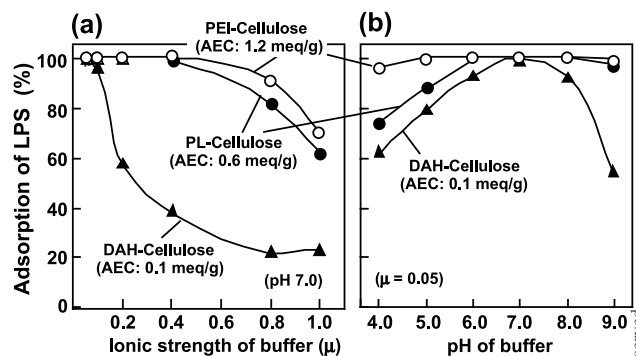 (a)
PEI-Cellulose
(AEC: 1.2 meq/g)
(b)
Adsorption of LPS (%)
100
80
60
40
20
0
PL-Cellulose
(AEC: 0.6 meq/g)
DAH-Cellulose
(AEC: 0.1 meq/g)
DAH-Cellulose
(AEC: 0.1 meq/g)
(pH 7.0)
(μ = 0.05)
0.2 0.4 0.6 0.8 1.0
4.0 5.0 6.0 7.0 8.0 9.0
Ionic strength of buffer (μ)
pH of buffer